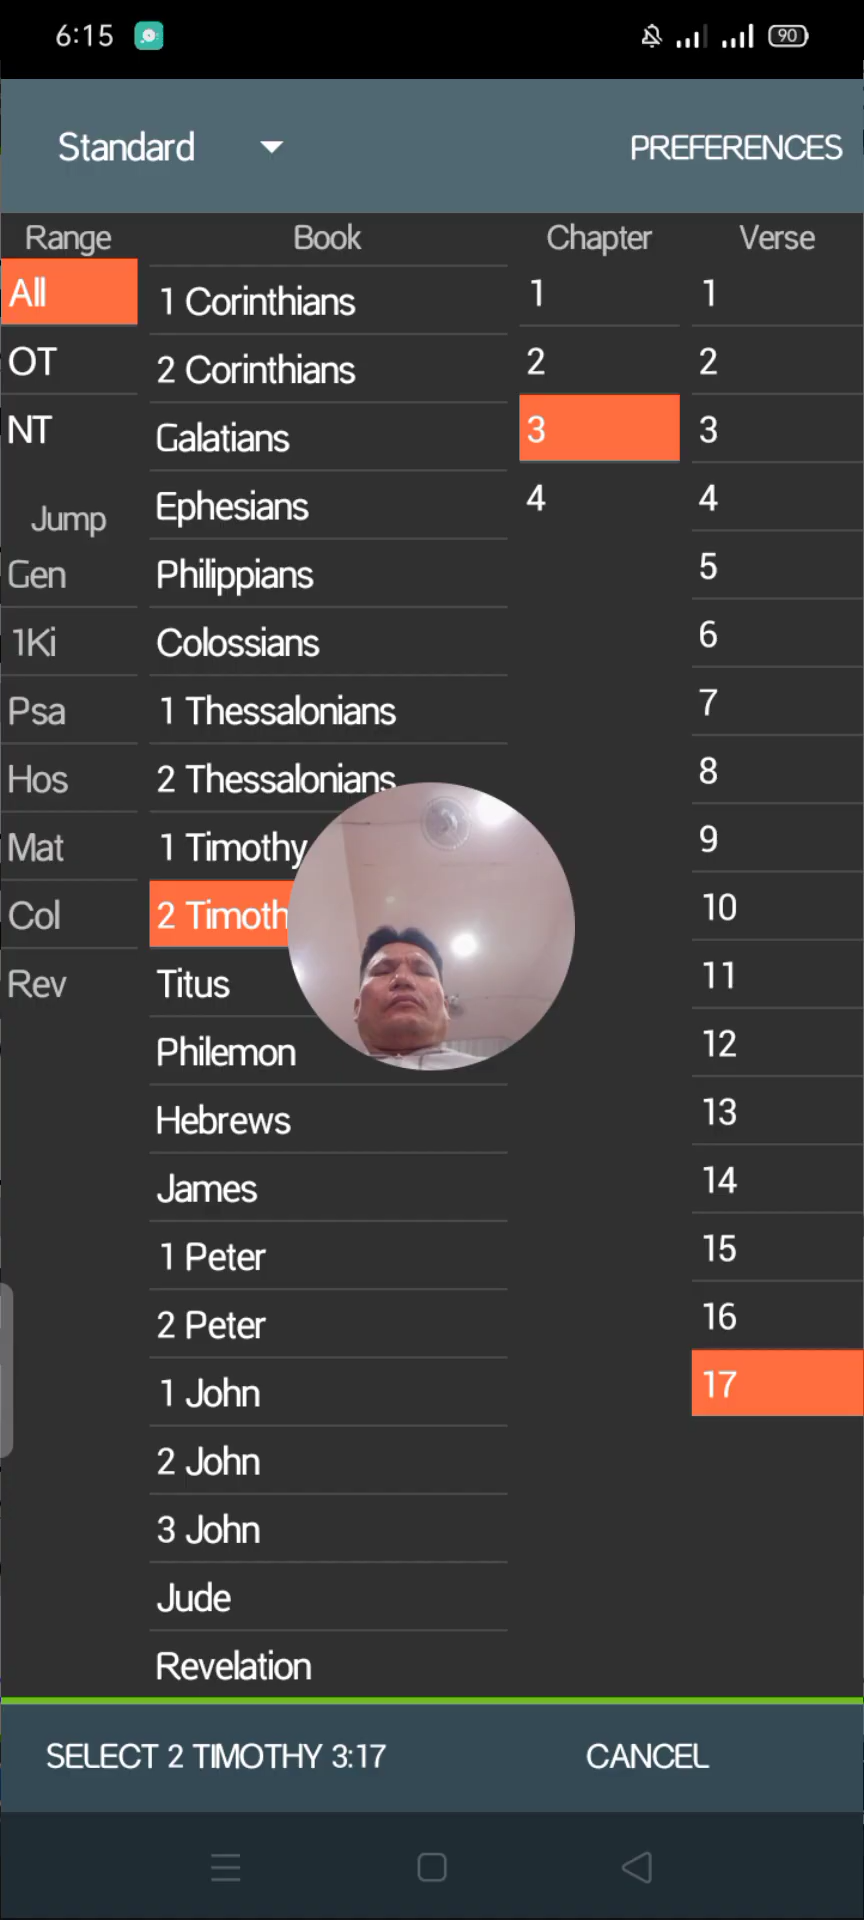 6:15
90
Standard
PREFERENCES
Range
Book
Chapter
Verse
All
OT
NT
Jump
Gen
1Ki
Psa
Hos
Mat
Col
Rev
1 Corinthians
2 Corinthians
Galatians
Ephesians
Philippians
Colossians
1 Thessalonians
2 Thessalonians
1 Timothy
2 Timoth
Titus
Philemon
Hebrews
James
1 Peter
2 Peter
1 John
2 John
3 John
Jude
Revelation
1
2
3
4
1
2
3
4
5
6
7
8
9
10
11
12
13
14
15
16
17
SELECT 2 TIMOTHY 3:17
CANCEL